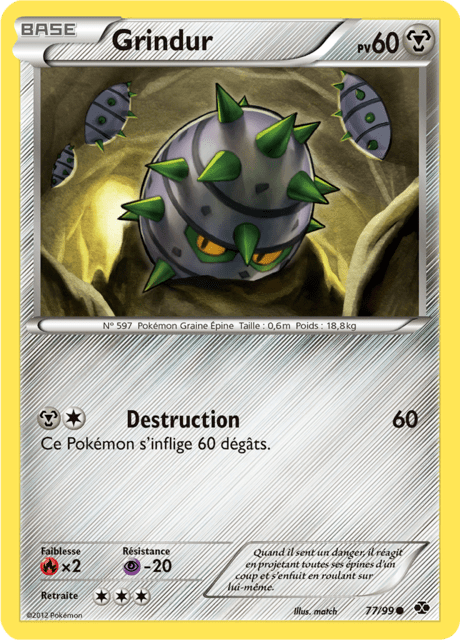 BASE
Grindur
PV60
N° 597 Pokémon Graine Épine Taille : 0,6m Poids : 18,8kg
Destruction 60
Ce Pokémon s'inflige 60 dégâts.
Faiblesse
×2
Résistance
-20
Retraite
Quand il sent un danger, il réagit
en projetant toutes ses épines d'un
coup et s'enfuit en roulant sur
lui-même.
©2012 Pokémon
Illus. match
77/99